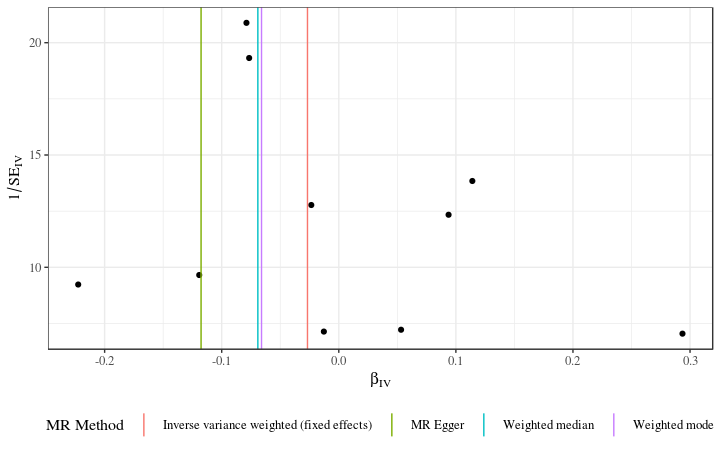 20
15
10
1/SE_IV
-0.2 -0.1 0.0 0.1 0.2 0.3
β_IV
MR Method Inverse variance weighted (fixed effects) MR Egger Weighted median Weighted mode